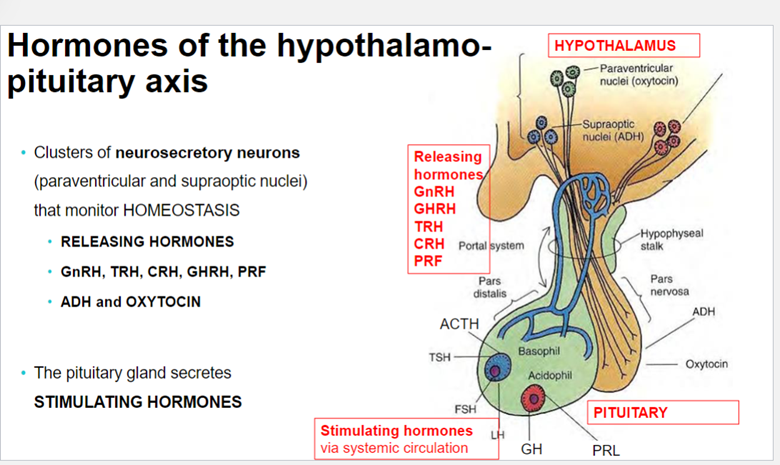 Hormones of the hypothalamo-
pituitary axis
• Clusters of neurosecretory neurons
(paraventricular and supraoptic nuclei)
that monitor HOMEOSTASIS
• RELEASING HORMONES
• GnRH, TRH, CRH, GHRH, PRF
• ADH and OXYTOCIN
• The pituitary gland secretes
STIMULATING HORMONES
HYPOTHALAMUS
Paraventricular
nuclei (oxytocin)
Supraoptic
nuclei (ADH)
Releasing
hormones
GnRH
GHRH
TRH
CRH
PRF
Portal system
Hypophyseal
stalk
Pars
distalis
Pars
nervosa
ADH
Oxytocin
ACTH
TSH
Basophil
Acidophil
FSH
LH
GH
PRL
PITUITARY
Stimulating hormones
via systemic circulation